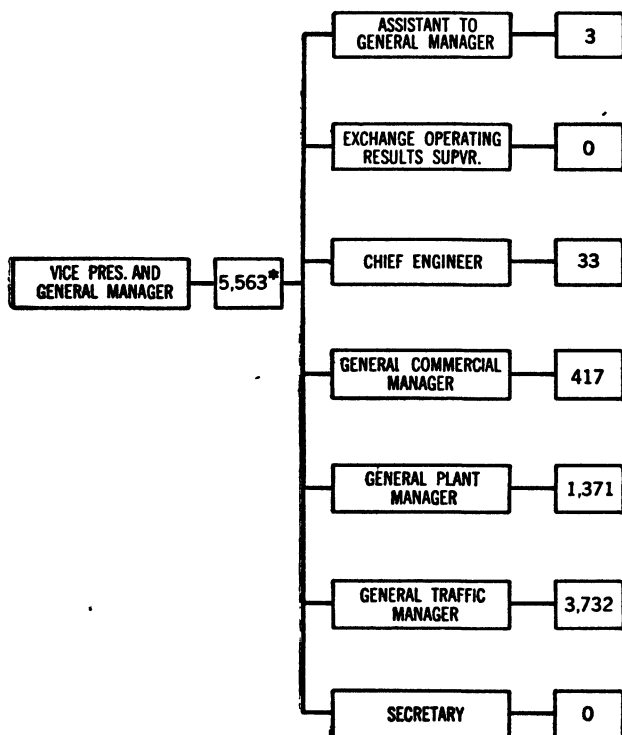 ASSISTANT TO
GENERAL MANAGER
3
EXCHANGE OPERATING
RESULTS SUPVR.
0
VICE PRES. AND
GENERAL MANAGER
5,563*
CHIEF ENGINEER
33
GENERAL COMMERCIAL
MANAGER
417
GENERAL PLANT
MANAGER
1,371
GENERAL TRAFFIC
MANAGER
3,732
SECRETARY
0